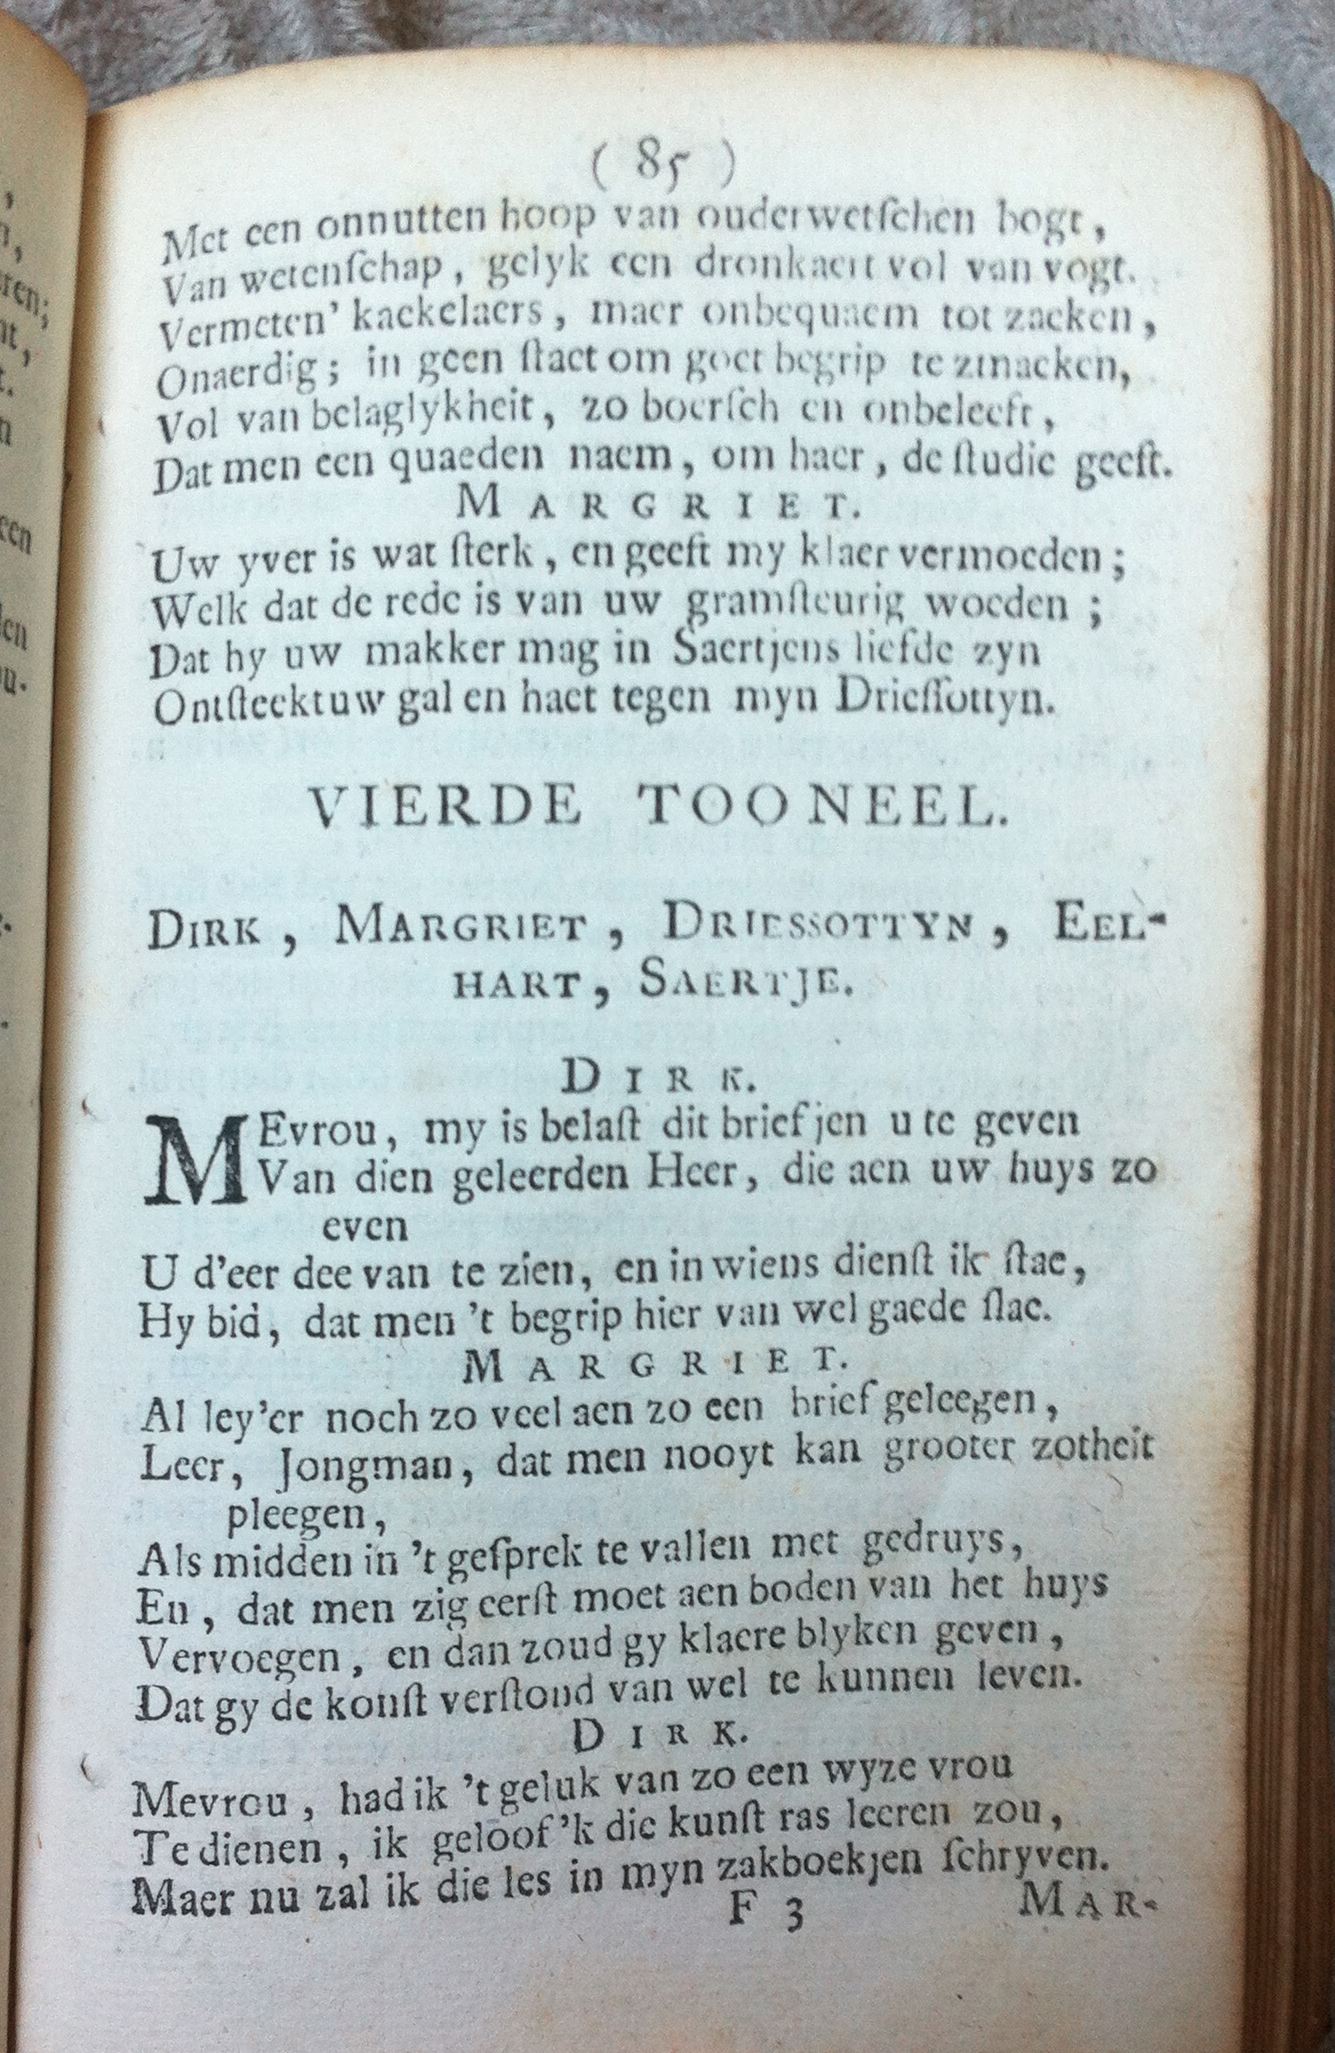 ( 85 )
Met een onnutten hoop van ouderwetſchen bogt,
Van wetenſchap, gelyk een dronkaert vol van vogt.
Vermeten' kaekelaers, maer onbequaem tot zaeken,
Onaerdig; in geen ſtaet om goet begrip te zmaeken,
Vol van belaglykheit, zo boerſch en onbeleeft,
Dat men een quaeden naem, om haer, de ſtudie geeft.
MARGRIET.
Uw yver is wat ſterk, en geeft my klaer vermoeden;
Welk dat de rede is van uw gramſteurig woeden;
Dat hy uw makker mag in Saertjens liefde zyn
Ontſteekt uw gal en haet tegen myn Drieſſottyn.
VIERDE TOONEEL.
DIRK, MARGRIET, DRIESSOTTYN, EEL-
HART, SAERTJE.
DIRK.
MEvrou, my is belaſt dit briefjen u te geven
Van dien geleerden Heer, die aen uw huys zo
even
U d'eer dee van te zien, en in wiens dienſt ik ſtae,
Hy bid, dat men 't begrip hier van wel gaede ſlae.
MARGRIET.
Al ley'er noch zo veel aen zo een brief geleegen,
Leer, Jongman, dat men nooyt kan grooter zotheit
pleegen,
Als midden in 't geſprek te vallen met gedruys,
En, dat men zig eerſt moet aen boden van het huys
Vervoegen, en dan zoud gy klaere blyken geven,
Dat gy de konſt verſtond van wel te kunnen leven.
DIRK.
Mevrou, had ik 't geluk van zo een wyze vrou
Te dienen, ik geloof 'k die kunſt ras leeren zou,
Maer nu zal ik die les in myn zakboekjen ſchryven.
F 3 MAR-